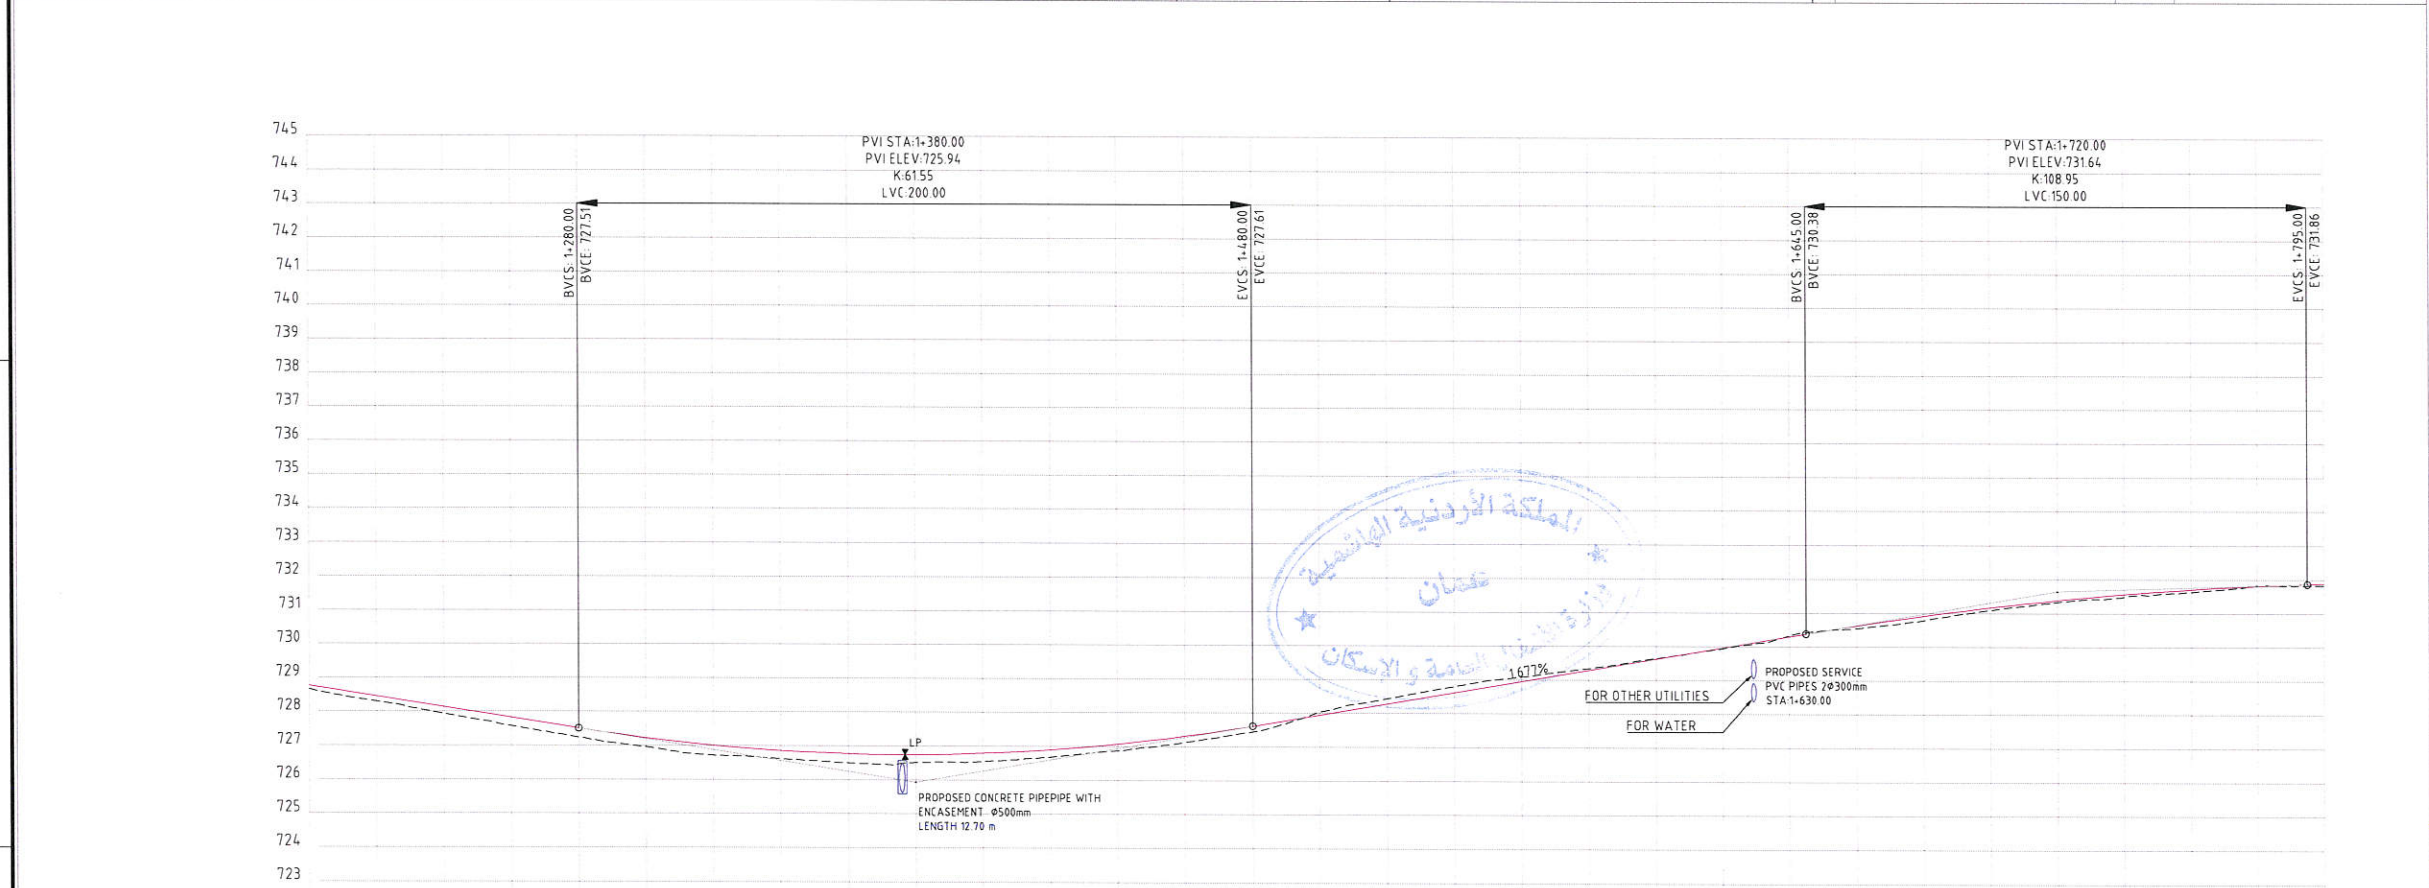 745
744
743
742
741
740
739
738
737
736
735
734
733
732
731
730
729
728
727
726
725
724
723
PVI STA:1+380.00
PVI ELEV:725.94
K:61.55
LVC:200.00
BVCS: 1+280.00
BVCE: 727.51
EVCS: 1+480.00
EVCE: 727.61
PVI STA:1+720.00
PVI ELEV:731.64
K:108.95
LVC:150.00
BVCS: 1+645.00
BVCE: 730.38
EVCS: 1+795.00
EVCE: 731.86
المملكة الأردنية الهاشمية
عمان
وزارة الأشغال العامة و الإسكان
1.677%
LP
PROPOSED CONCRETE PIPEPIPE WITH
ENCASEMENT Ø500mm
LENGTH 12.70 m
FOR OTHER UTILITIES
FOR WATER
PROPOSED SERVICE
PVC PIPES 2Ø300mm
STA:1+630.00